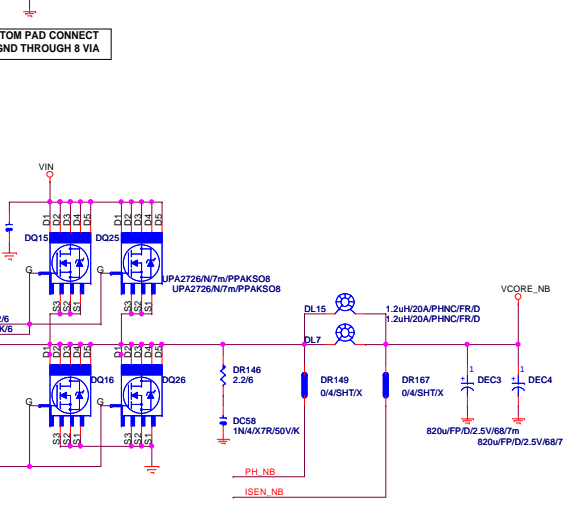 TOM PAD CONNECT
GND THROUGH 8 VIA
VIN
D1 D2 D3 D4 D5
D1 D2 D3 D4 D5
DQ15
DQ25
G
G
UPA2726/N/7m/PPAKSO8
UPA2726/N/7m/PPAKSO8
S3 S2 S1
S3 S2 S1
VCORE_NB
DL15
1.2uH/20A/PHNC/FR/D
1.2uH/20A/PHNC/FR/D
DL7
2/6
K/6
D1 D2 D3 D4 D5
D1 D2 D3 D4 D5
DQ16
DQ26
G
G
S3 S2 S1
S3 S2 S1
DR146
2.2/6
DC58
1N/4/X7R/50V/K
DR149
0/4/SHT/X
DR167
0/4/SHT/X
1
+
DEC3
1
+
DEC4
820u/FP/D/2.5V/68/7m
820u/FP/D/2.5V/68/7
PH_NB
ISEN_NB